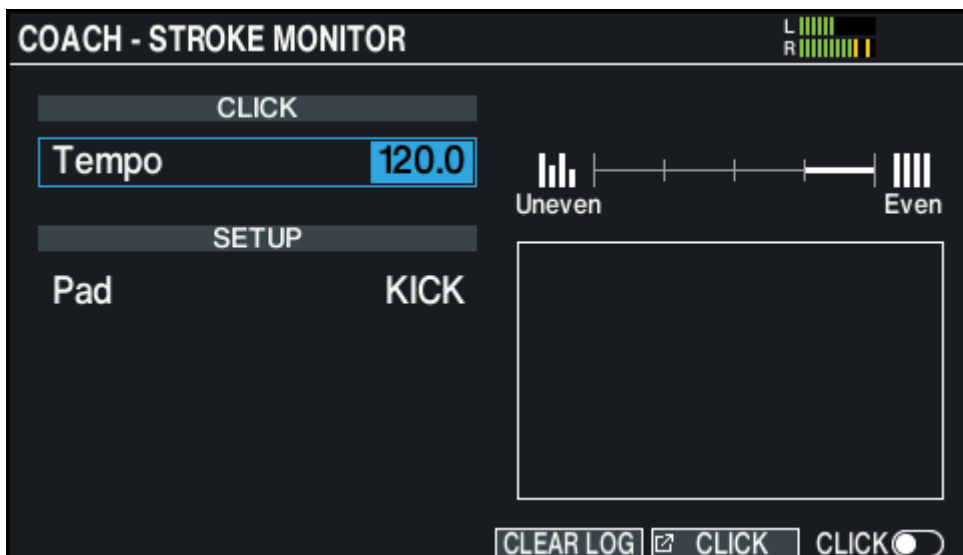 COACH - STROKE MONITOR
L
R
CLICK
Tempo 120.0
SETUP
Pad KICK
Uneven Even
CLEAR LOG CLICK CLICK